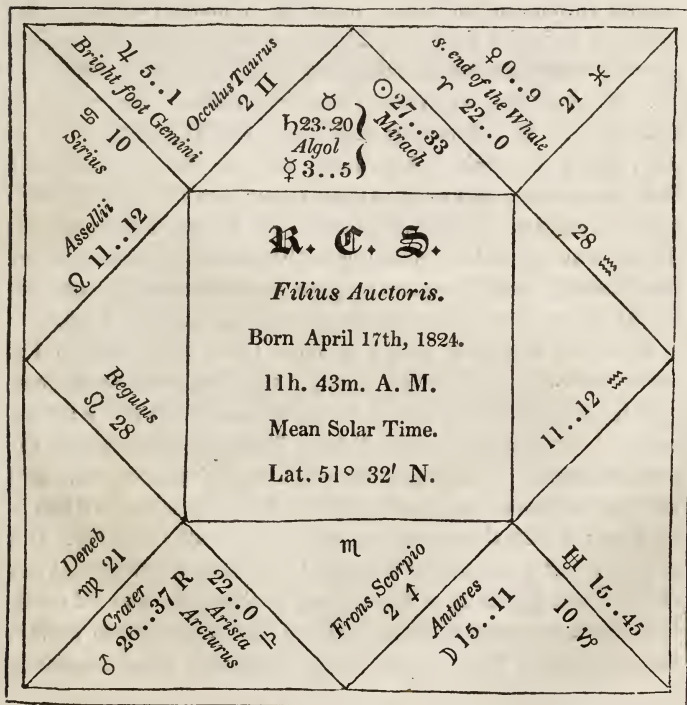 ♃ 5..1
Bright foot Gemini
♋ 10
Sirius
Occulus Taurus
2 ♊
♉
♄ 23..20
Algol
☿ 3..5
☉ 27..33
Mirach
♀ 0..9
s. end of the Whale
♈ 22..0
21 ♓
Assellii
♌ 11..12
28 ♒
R. C. S.
Filius Auctoris.
Born April 17th, 1824.
11h. 43m. A. M.
Mean Solar Time.
Lat. 51° 32′ N.
Regulus
♌ 28
11..12 ♒
Deneb
♍ 21
Crater
♂ 26..37 R
22..0 ♎
Arista
Arcturus
♏
Frons Scorpio
2 ♐
Antares
☽ 15..11
♅ 15..45
10 ♑